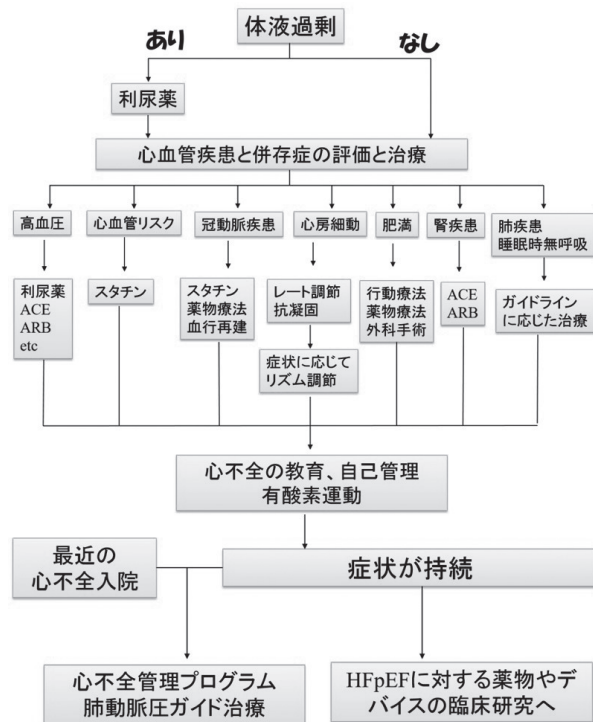 体液過剰
あり
なし
利尿薬
心血管疾患と併存症の評価と治療
高血圧
心血管リスク
冠動脈疾患
心房細動
肥満
腎疾患
肺疾患
睡眠時無呼吸
利尿薬
ACE
ARB
etc
スタチン
スタチン
薬物療法
血行再建
レート調節
抗凝固
症状に応じて
リズム調節
行動療法
薬物療法
外科手術
ACE
ARB
ガイドライン
に応じた治療
心不全の教育、自己管理
有酸素運動
最近の
心不全入院
症状が持続
心不全管理プログラム
肺動脈圧ガイド治療
HFpEFに対する薬物やデ
バイスの臨床研究へ